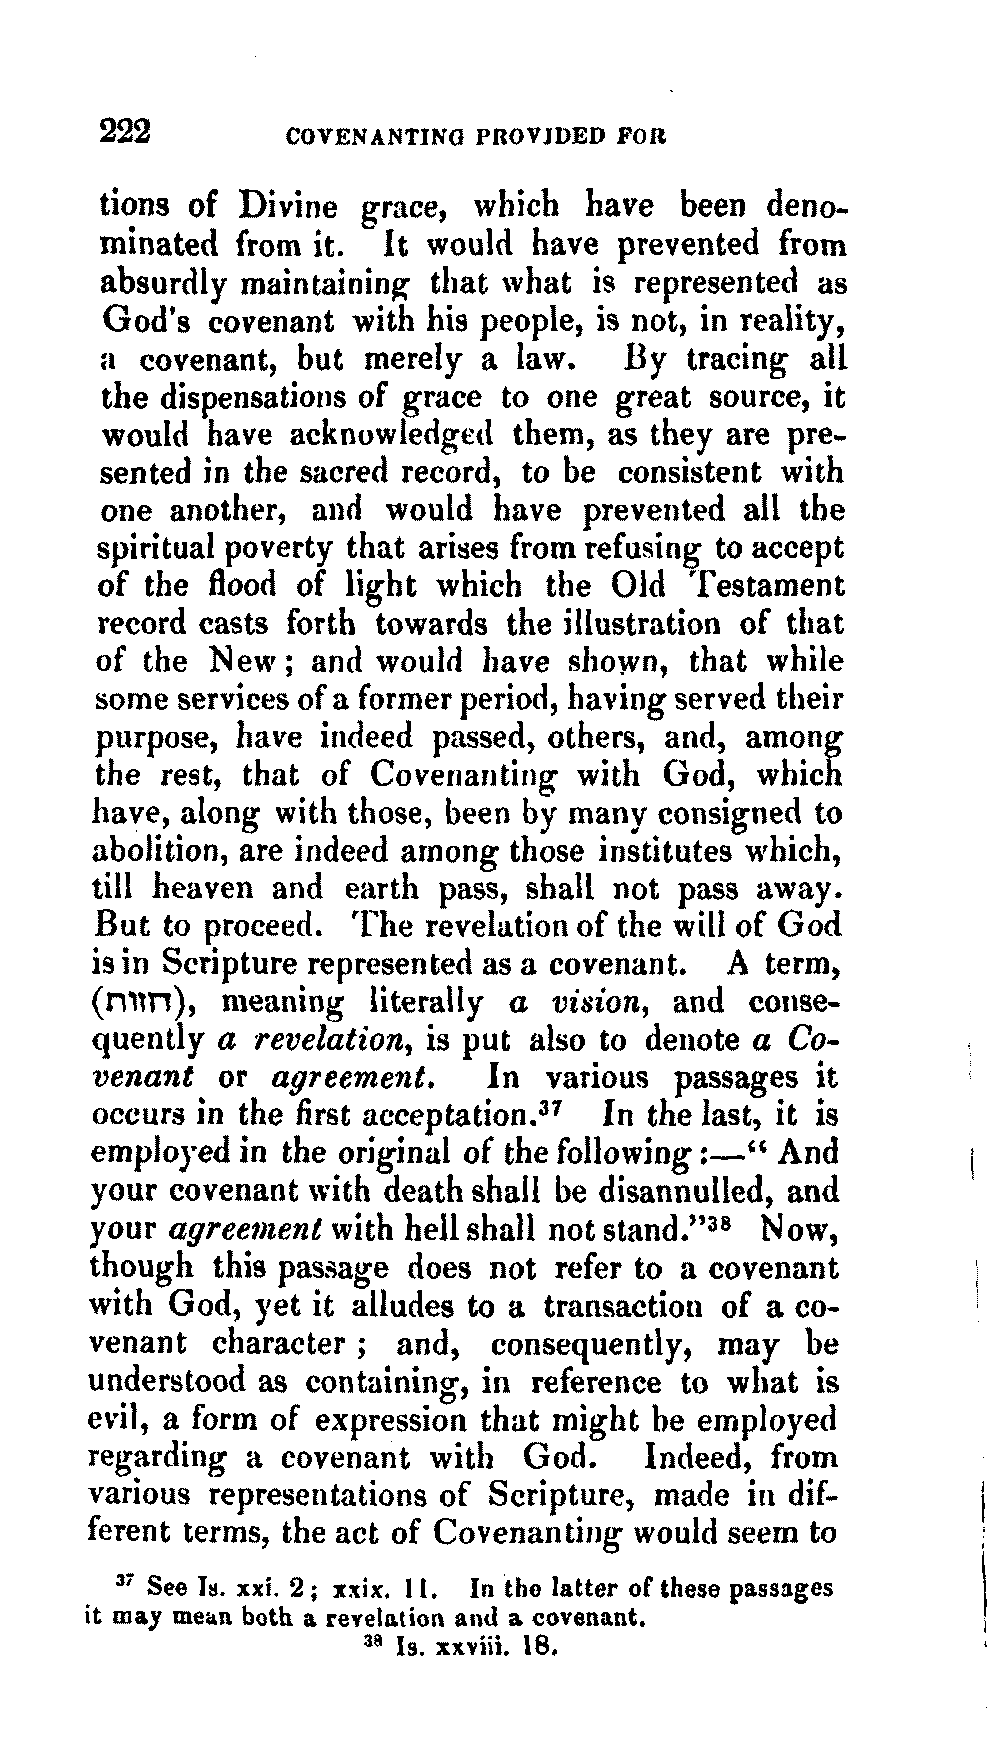 222 COVENANTING PROVIDED FOR
tions of Divine grace, which have been deno-
minated from it. It would have prevented from
absurdly maintaining that what is represented as
God's covenant with his people, is not, in reality,
a covenant, but merely a law. By tracing all
the dispensations of grace to one great source, it
would have acknowledged them, as they are pre-
sented in the sacred record, to be consistent with
one another, and would have prevented all the
spiritual poverty that arises from refusing to accept
of the flood of light which the Old Testament
record casts forth towards the illustration of that
of the New; and would have shown, that while
some services of a former period, having served their
purpose, have indeed passed, others, and, among
the rest, that of Covenanting with God, which
have, along with those, been by many consigned to
abolition, are indeed among those institutes which,
till heaven and earth pass, shall not pass away.
But to proceed. The revelation of the will of God
is in Scripture represented as a covenant. A term,
(חזות), meaning literally a vision, and conse-
quently a revelation, is put also to denote a Co-
venant or agreement. In various passages it
occurs in the first acceptation.³⁷ In the last, it is
employed in the original of the following:—“ And
your covenant with death shall be disannulled, and
your agreement with hell shall not stand.”³⁸ Now,
though this passage does not refer to a covenant
with God, yet it alludes to a transaction of a co-
venant character; and, consequently, may be
understood as containing, in reference to what is
evil, a form of expression that might be employed
regarding a covenant with God. Indeed, from
various representations of Scripture, made in dif-
ferent terms, the act of Covenanting would seem to
³⁷ See Is. xxi. 2; xxix. 11. In the latter of these passages
it may mean both a revelation and a covenant.
³⁸ Is. xxviii. 18.